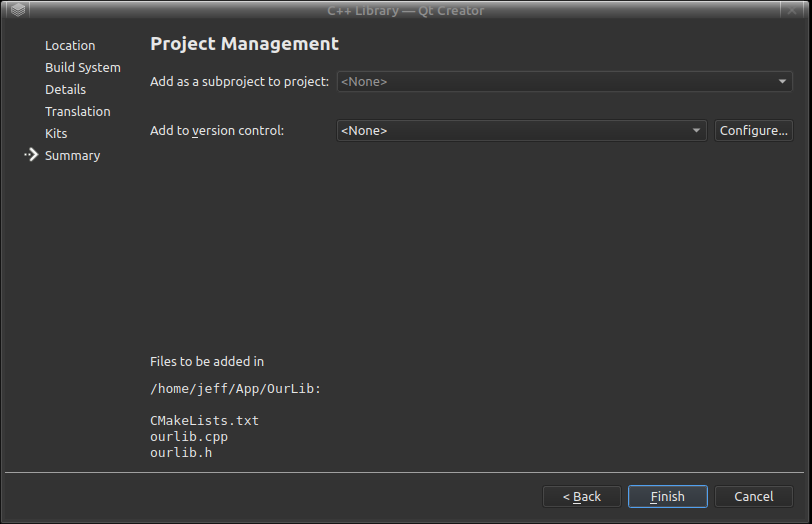 C++ Library — Qt Creator
Location
Build System
Details
Translation
Kits
Summary
Project Management
Add as a subproject to project: <None>
Add to version control: <None> Configure...
Files to be added in
/home/jeff/App/OurLib:
CMakeLists.txt
ourlib.cpp
ourlib.h
< Back Finish Cancel